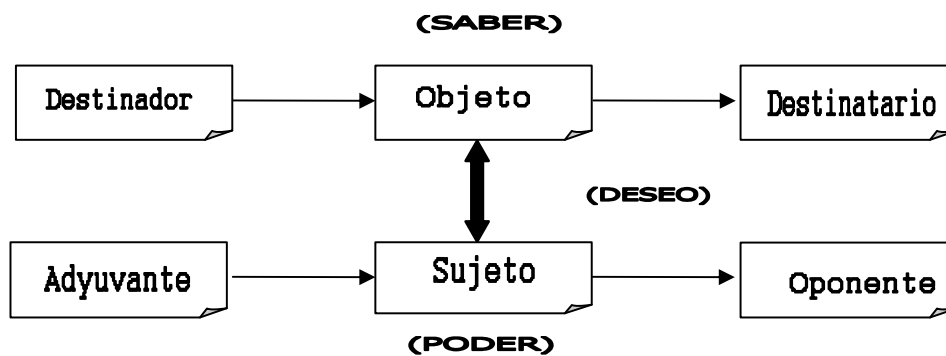 (SABER)
Destinador
Objeto
Destinatario
(DESEO)
Adyuvante
Sujeto
Oponente
(PODER)